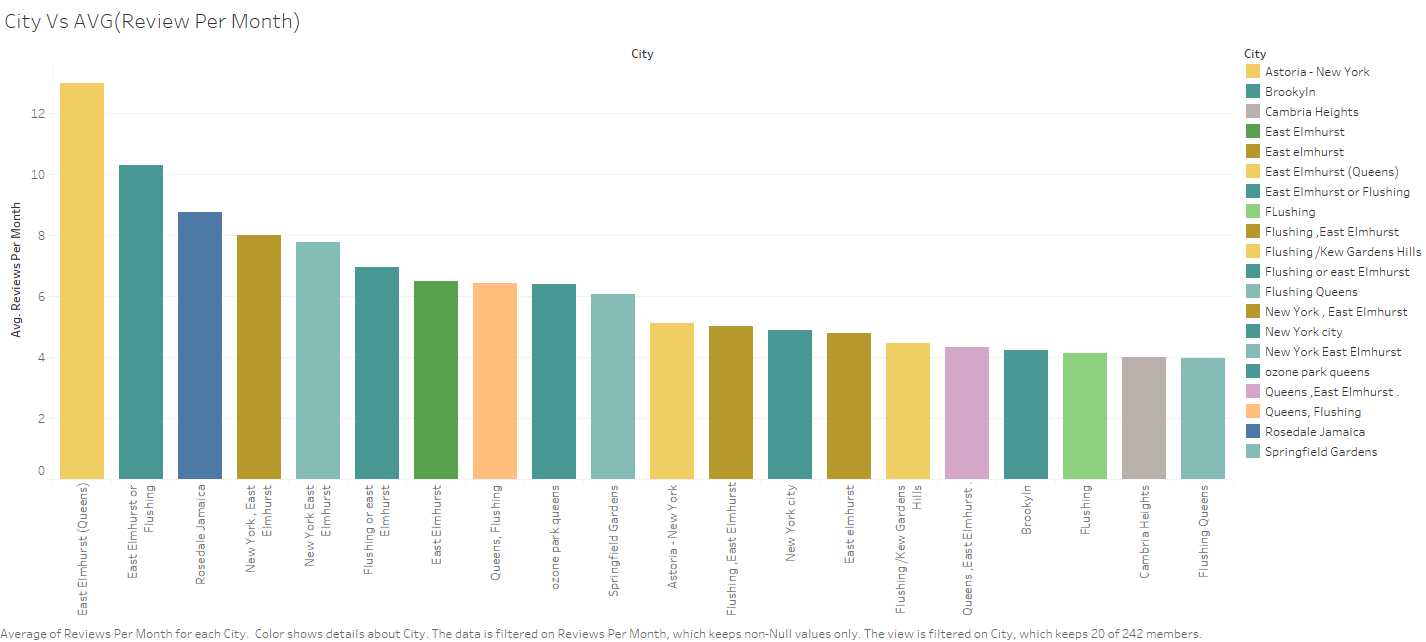 City Vs AVG(Review Per Month)
City
Avg. Reviews Per Month
12
10
8
6
4
2
0
East Elmhurst (Queens)
East Elmhurst or
Flushing
Rosedale Jamaica
New York , East
Elmhurst
New York East
Elmhurst
Flushing or east
Elmhurst
East Elmhurst
Queens, Flushing
ozone park queens
Springfield Gardens
Astoria - New York
Flushing ,East Elmhurst
New York city
East elmhurst
Flushing /Kew Gardens
Hills
Queens ,East Elmhurst .
Brookyln
FLushing
Cambria Heights
Flushing Queens
City
Astoria - New York
Brookyln
Cambria Heights
East Elmhurst
East elmhurst
East Elmhurst (Queens)
East Elmhurst or Flushing
FLushing
Flushing ,East Elmhurst
Flushing /Kew Gardens Hills
Flushing or east Elmhurst
Flushing Queens
New York , East Elmhurst
New York city
New York East Elmhurst
ozone park queens
Queens ,East Elmhurst .
Queens, Flushing
Rosedale Jamaica
Springfield Gardens
Average of Reviews Per Month for each City. Color shows details about City. The data is filtered on Reviews Per Month, which keeps non-Null values only. The view is filtered on City, which keeps 20 of 242 members.